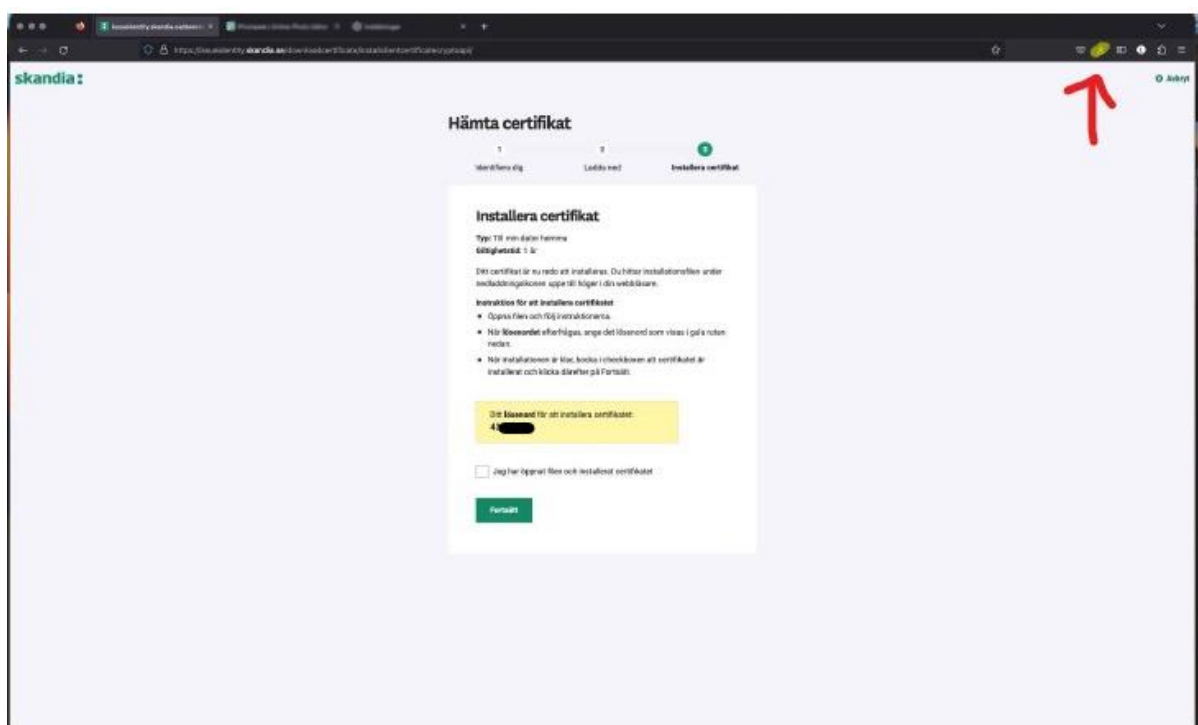 skandia:
Avbryt
Hämta certifikat
1
2
3
Identifiera dig
Ladda ned
Installera certifikat
Installera certifikat
Typ: Till min dator hemma
Giltighetstid: 1 år
Ditt certifikat är nu redo att installeras. Du hittar installationsfilen under
nedladdningsikonen uppe till höger i din webbläsare.
Instruktion för att installera certifikatet
Öppna filen och följ instruktionerna.
När lösenordet efterfrågas, ange det lösenord som visas i gula rutan
nedan.
När installationen är klar, bocka i checkboxen att certifikatet är
installerat och klicka därefter på Fortsätt.
Ditt lösenord för att installera certifikatet:
Jag har öppnat filen och installerat certifikatet
Fortsätt